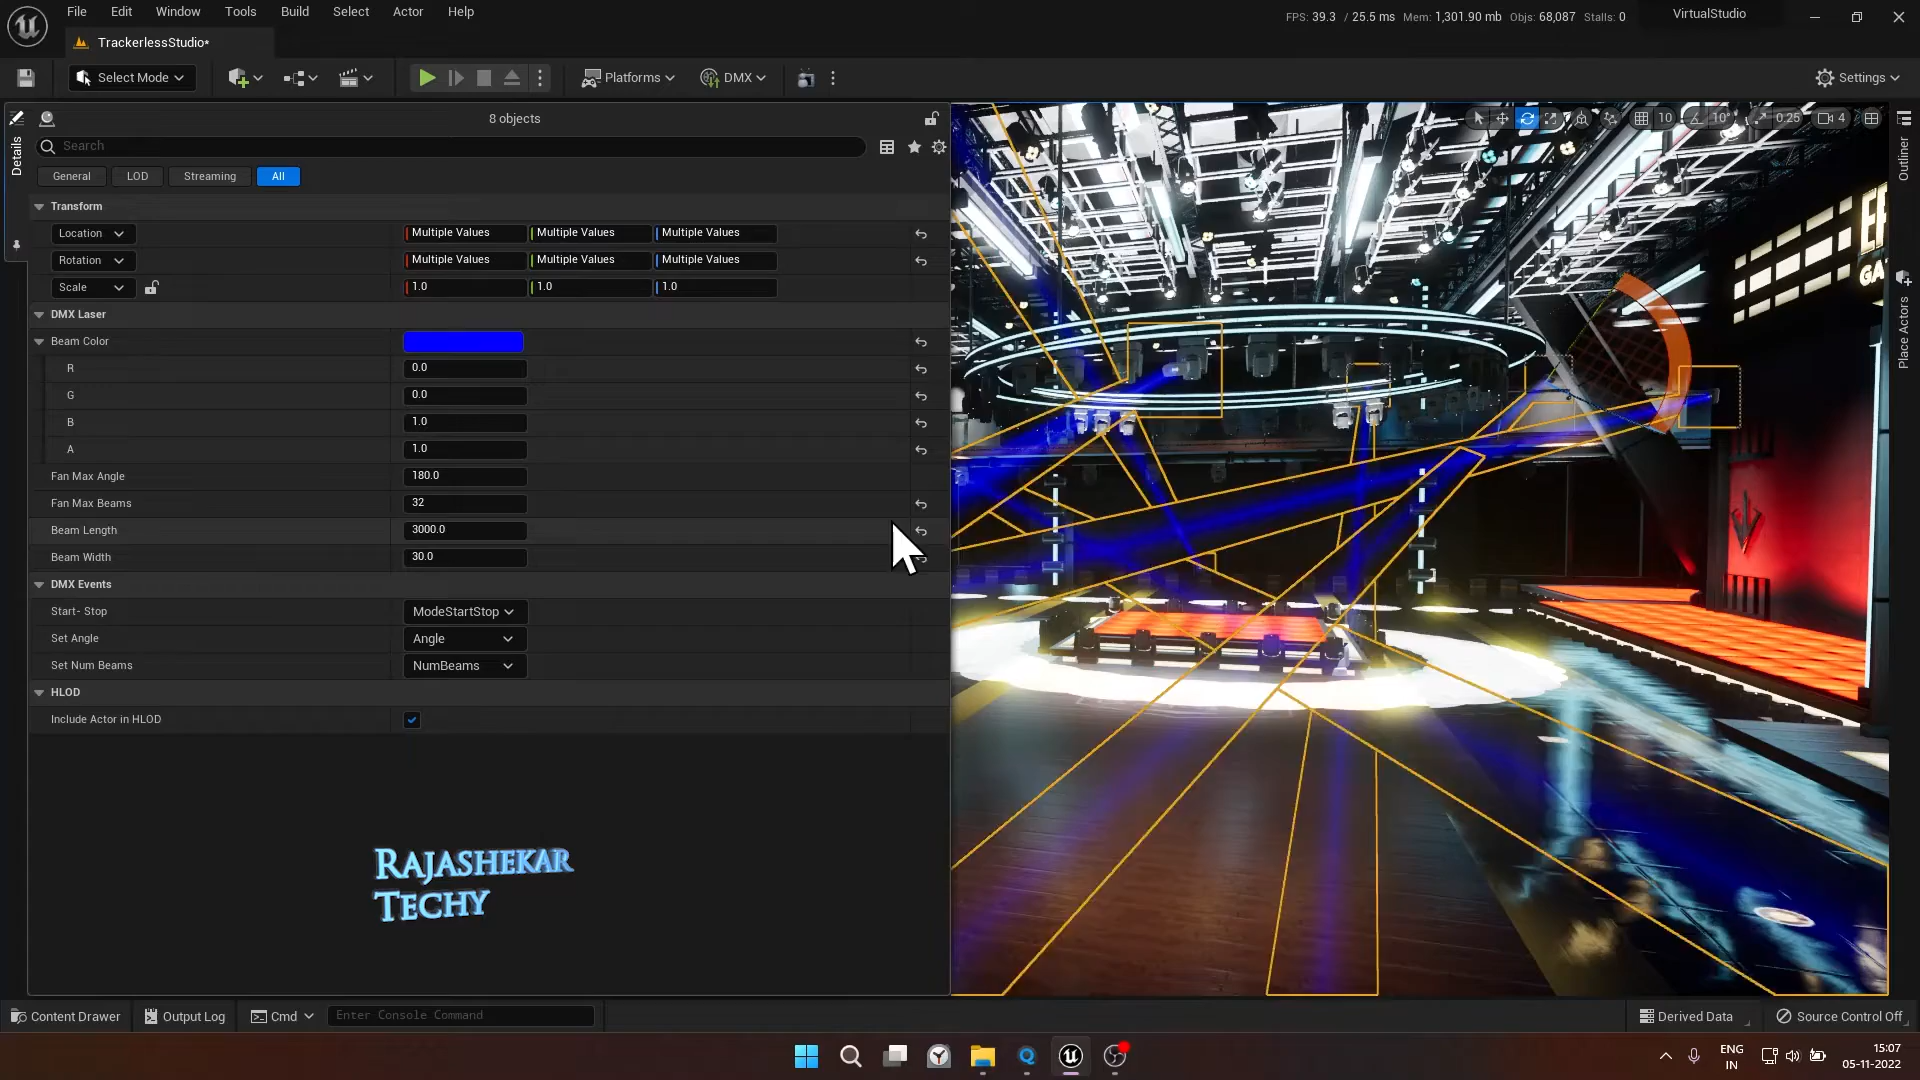 File Edit Window Tools Build Select Actor Help
FPS: 39.3 / 25.5 ms Mem: 1,301.90 mb Objs: 68,087 Stalls: 0
VirtualStudio
TrackerlessStudio*
Select Mode
Platforms
DMX
Settings
Details
8 objects
Search
General LOD Streaming All
Transform
Location Multiple Values Multiple Values Multiple Values
Rotation Multiple Values Multiple Values Multiple Values
Scale 1.0 1.0 1.0
DMX Laser
Beam Color
R 0.0
G 0.0
B 1.0
A 1.0
Fan Max Angle 180.0
Fan Max Beams 32
Beam Length 3000.0
Beam Width 30.0
DMX Events
Start- Stop ModeStartStop
Set Angle Angle
Set Num Beams NumBeams
HLOD
Include Actor in HLOD
RAJASHEKAR
TECHY
10 10° 0.25 4
Outliner
Place Actors
Content Drawer Output Log Cmd Enter Console Command
Derived Data Source Control Off
ENG
IN
15:07
05-11-2022